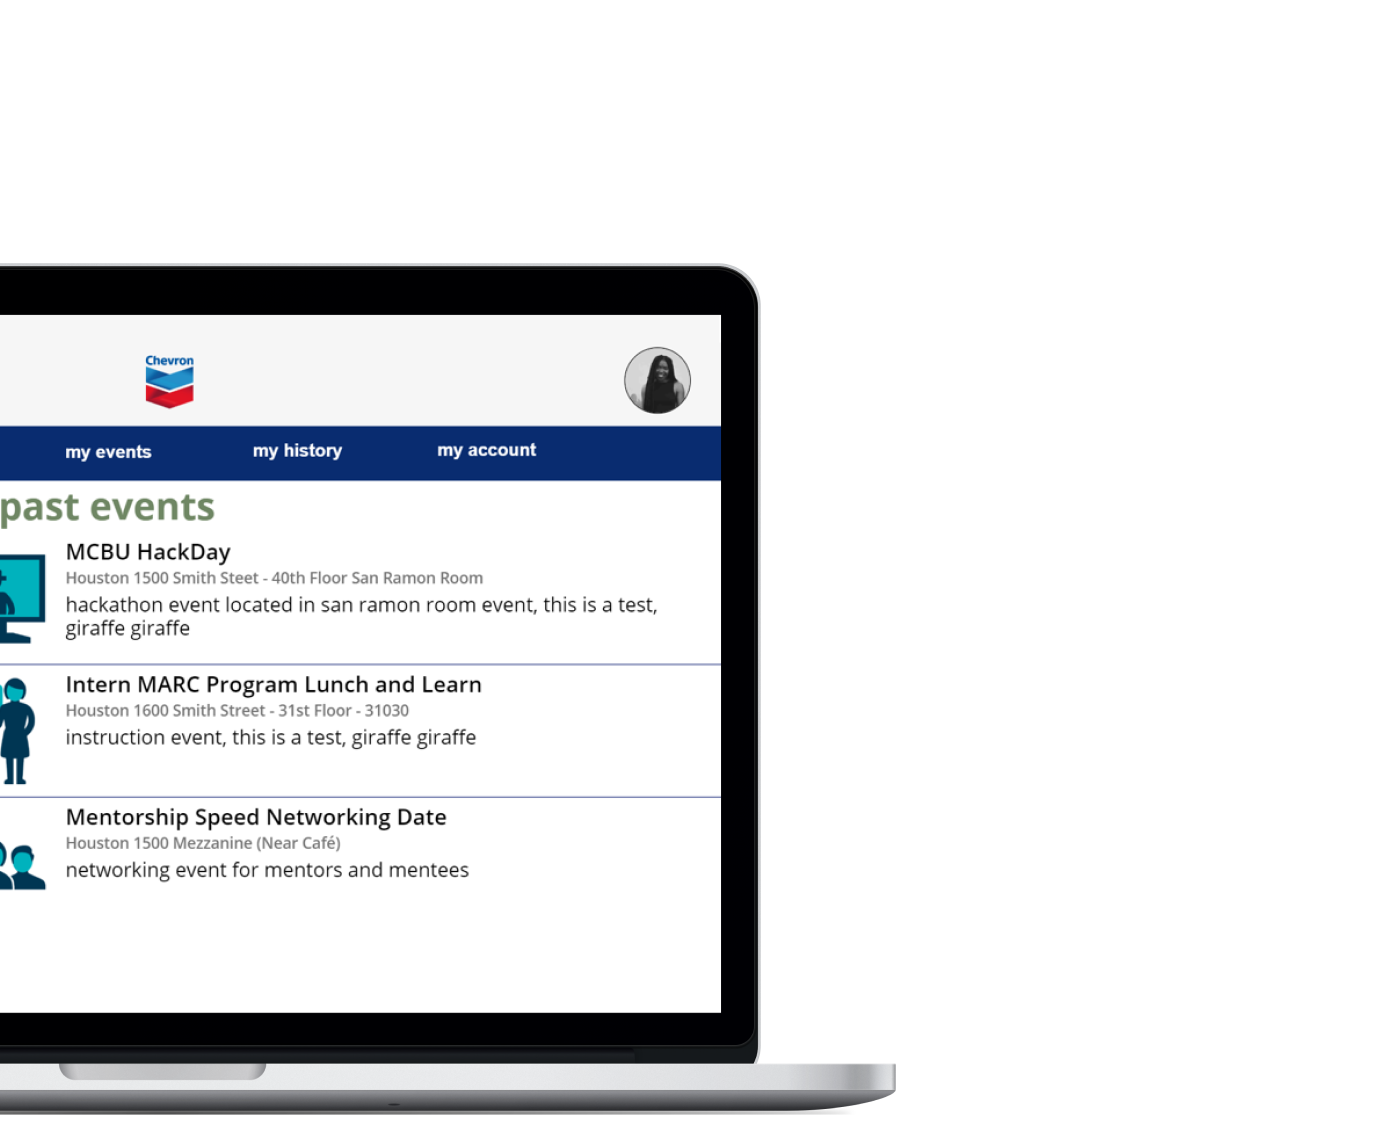 Chevron
my events my history my account
past events
MCBU HackDay
Houston 1500 Smith Steet - 40th Floor San Ramon Room
hackathon event located in san ramon room event, this is a test,
giraffe giraffe
Intern MARC Program Lunch and Learn
Houston 1600 Smith Street - 31st Floor - 31030
instruction event, this is a test, giraffe giraffe
Mentorship Speed Networking Date
Houston 1500 Mezzanine (Near Café)
networking event for mentors and mentees